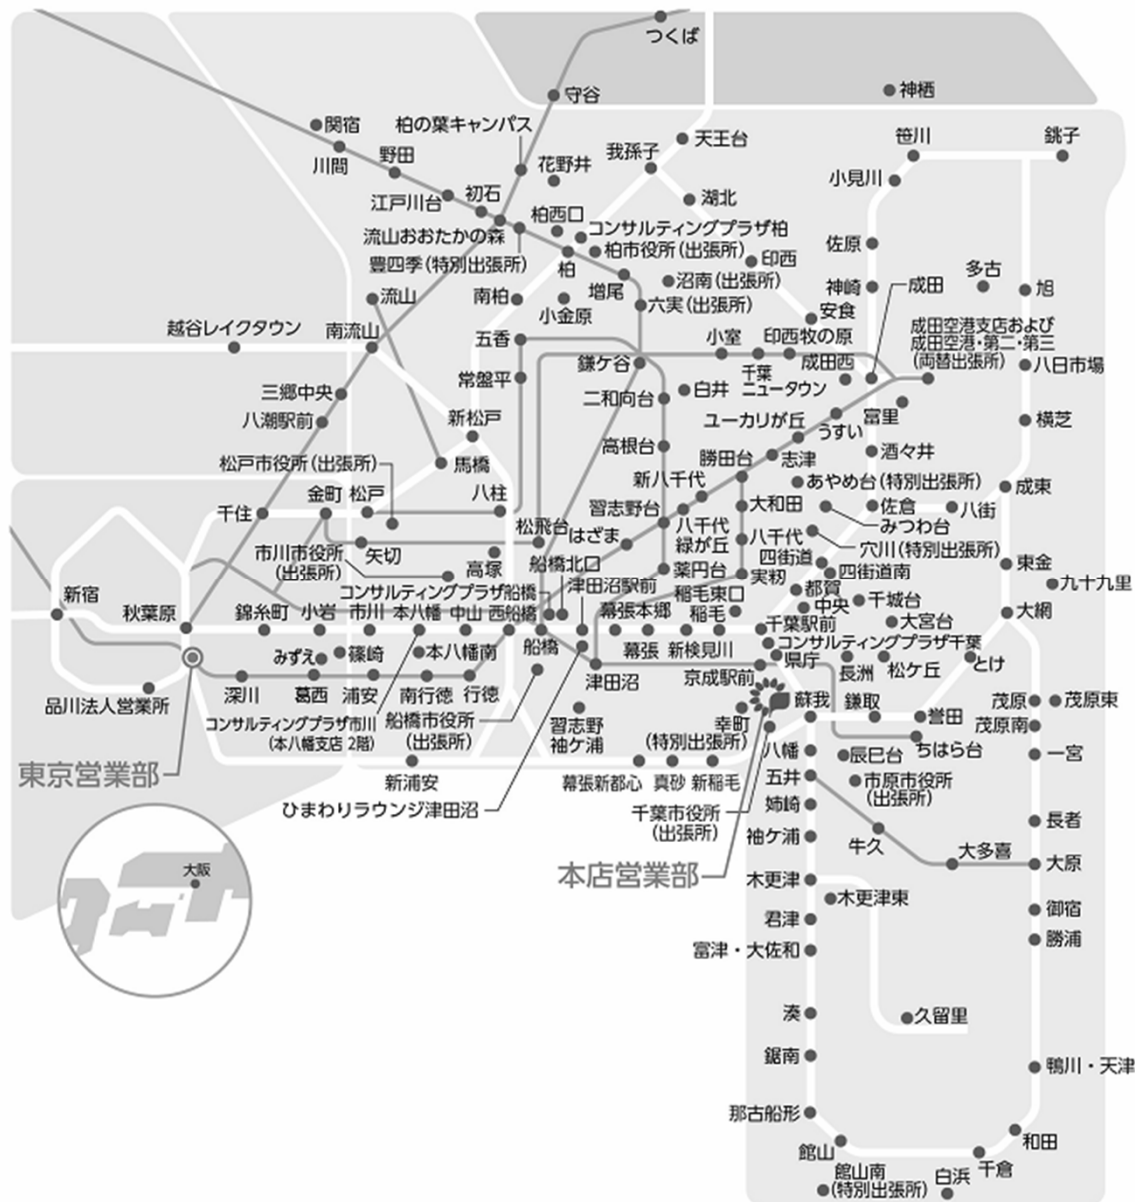 つくば
守谷
神栖
関宿
柏の葉キャンパス
天王台
笹川
銚子
川間
野田
花野井
我孫子
小見川
江戸川台
初石
湖北
流山おおたかの森
柏西口
コンサルティングプラザ柏
柏市役所(出張所)
佐原
豊四季(特別出張所)
柏
印西
多古
流山
南柏
増尾
沼南(出張所)
神崎
成田
旭
小金原
六実(出張所)
安食
越谷レイクタウン
南流山
五香
小室
印西牧の原
成田空港支店および
成田空港・第二・第三
(両替出張所)
鎌ケ谷
千葉
ニュータウン
成田西
八日市場
三郷中央
常盤平
二和向台
白井
八潮駅前
新松戸
ユーカリが丘
うすい
富里
横芝
松戸市役所(出張所)
馬橋
高根台
勝田台
志津
酒々井
金町
松戸
八柱
新八千代
あやめ台(特別出張所)
成東
千住
習志野台
大和田
佐倉
八街
松飛台
はざま
八千代
緑が丘
みつわ台
市川市役所
(出張所)
矢切
高塚
船橋北口
八千代
穴川(特別出張所)
四街道
東金
コンサルティングプラザ船橋
津田沼駅前
薬円台
実籾
四街道南
九十九里
新宿
秋葉原
錦糸町
小岩
市川
本八幡
中山
西船橋
幕張本郷
稲毛東口
稲毛
都賀
中央
千城台
大網
船橋
幕張
新検見川
千葉駅前
大宮台
みずえ
篠崎
本八幡南
コンサルティングプラザ千葉
県庁
長洲
松ケ丘
とけ
品川法人営業所
深川
葛西
浦安
南行徳
行徳
津田沼
京成駅前
コンサルティングプラザ市川
(本八幡支店 2階)
船橋市役所
(出張所)
習志野
袖ケ浦
幸町
(特別出張所)
蘇我
鎌取
誉田
茂原
茂原東
茂原南
東京営業部
八幡
ちはら台
辰巳台
一宮
新浦安
幕張新都心
真砂
新稲毛
五井
市原市役所
(出張所)
ひまわりラウンジ津田沼
千葉市役所
(出張所)
姉崎
袖ケ浦
牛久
大多喜
長者
大原
大阪
本店営業部
木更津
木更津東
御宿
君津
勝浦
富津・大佐和
湊
久留里
鋸南
鴨川・天津
那古船形
館山
和田
千倉
館山南
(特別出張所)
白浜